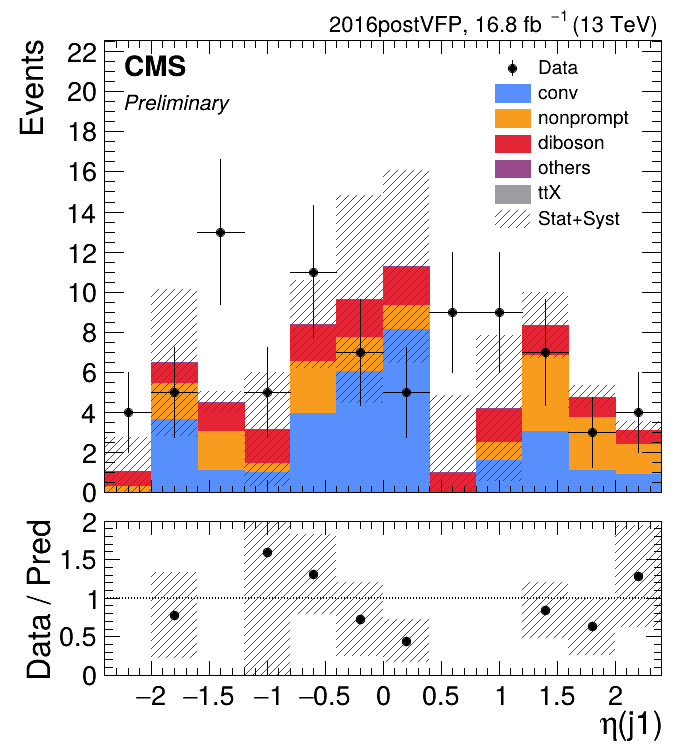 2016postVFP, 16.8 fb⁻¹ (13 TeV)
CMS
Preliminary
Events
22
20
18
16
14
12
10
8
6
4
2
0
Data
conv
nonprompt
diboson
others
ttX
Stat+Syst
Data / Pred
2
1.5
1
0.5
0
−2 −1.5 −1 −0.5 0 0.5 1 1.5 2
η(j1)